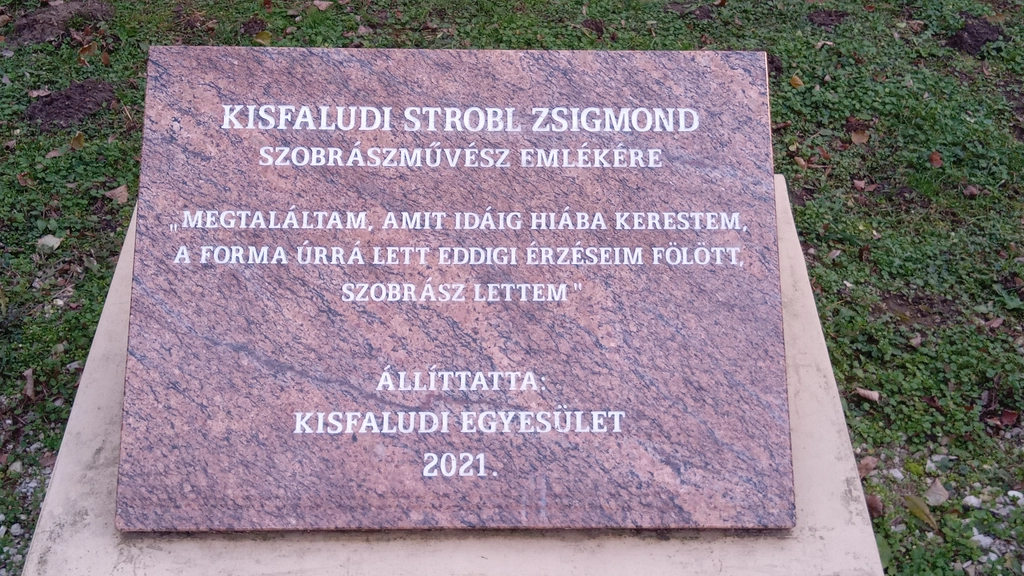 KISFALUDI STROBL ZSIGMOND
SZOBRÁSZMŰVÉSZ EMLÉKÉRE
„MEGTALÁLTAM, AMIT IDÁIG HIÁBA KERESTEM,
A FORMA ÚRRÁ LETT EDDIGI ÉRZÉSEIM FÖLÖTT,
SZOBRÁSZ LETTEM"
ÁLLÍTTATTA:
KISFALUDI EGYESÜLET
2021.